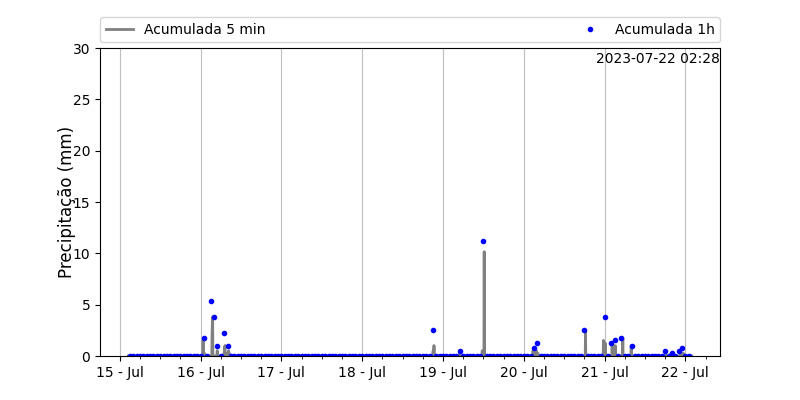 Acumulada 5 min
Acumulada 1h
2023-07-22 02:28
Precipitação (mm)
30
25
20
15
10
5
0
15 - Jul
16 - Jul
17 - Jul
18 - Jul
19 - Jul
20 - Jul
21 - Jul
22 - Jul